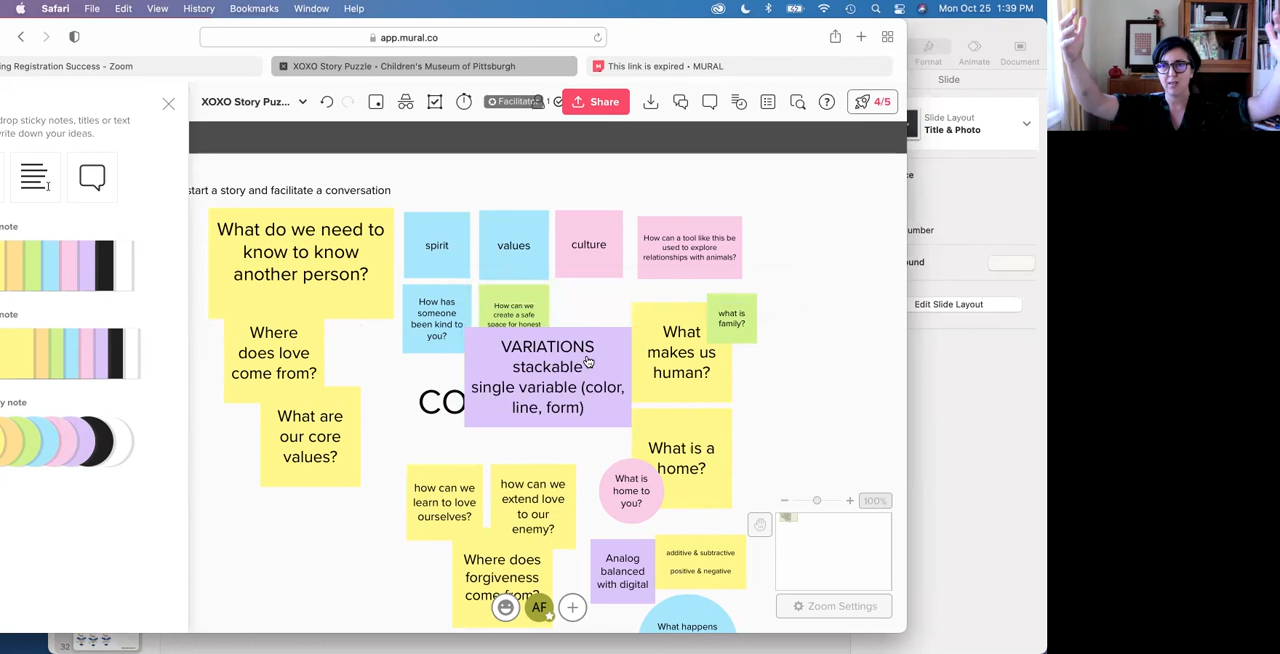 Safari File Edit View History Bookmarks Window Help
Mon Oct 25 1:39 PM
app.mural.co
ing Registration Success - Zoom
XOXO Story Puzzle • Children's Museum of Pittsburgh
This link is expired • MURAL
Format Animate Document
Slide
Slide Layout
Title & Photo
Edit Slide Layout
XOXO Story Puz...
Share
4/5
drop sticky notes, titles or text
write down your ideas.
note
note
y note
start a story and facilitate a conversation
What do we need to
know to know
another person?
spirit
values
culture
How can a tool like this be
used to explore
relationships with animals?
How has
someone
been kind to
you?
How can we
create a safe
space for honest
what is
family?
Where
does love
come from?
VARIATIONS
stackable
single variable (color,
line, form)
What
makes us
human?
CO
What are
our core
values?
What is a
home?
What is
home to
you?
how can we
learn to love
ourselves?
how can we
extend love
to our
enemy?
Where does
forgiveness
come from?
Analog
balanced
with digital
additive & subtractive
positive & negative
What happens
AF
100%
Zoom Settings
32